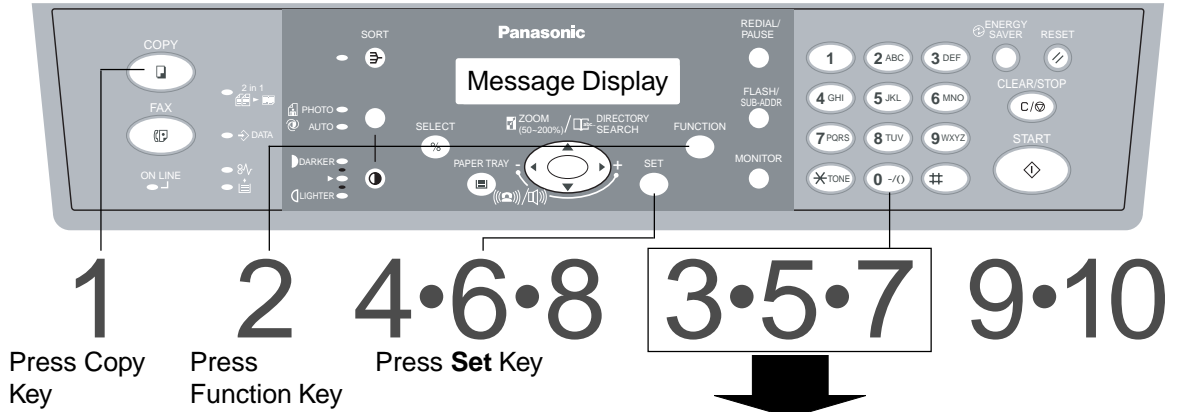 COPY
FAX
ON LINE
2 in 1
DATA
SORT
PHOTO
AUTO
DARKER
LIGHTER
Panasonic
Message Display
SELECT
%
PAPER TRAY
ZOOM
(50~200%)
/
DIRECTORY
SEARCH
- +
SET
FUNCTION
REDIAL/
PAUSE
FLASH/
SUB-ADDR
MONITOR
1 2 ABC 3 DEF
4 GHI 5 JKL 6 MNO
7 PQRS 8 TUV 9 WXYZ
TONE 0 -/() #
ENERGY
SAVER
RESET
CLEAR/STOP
C/
START
1 2 4•6•8 3•5•7 9•10
Press Copy
Key
Press
Function Key
Press Set Key